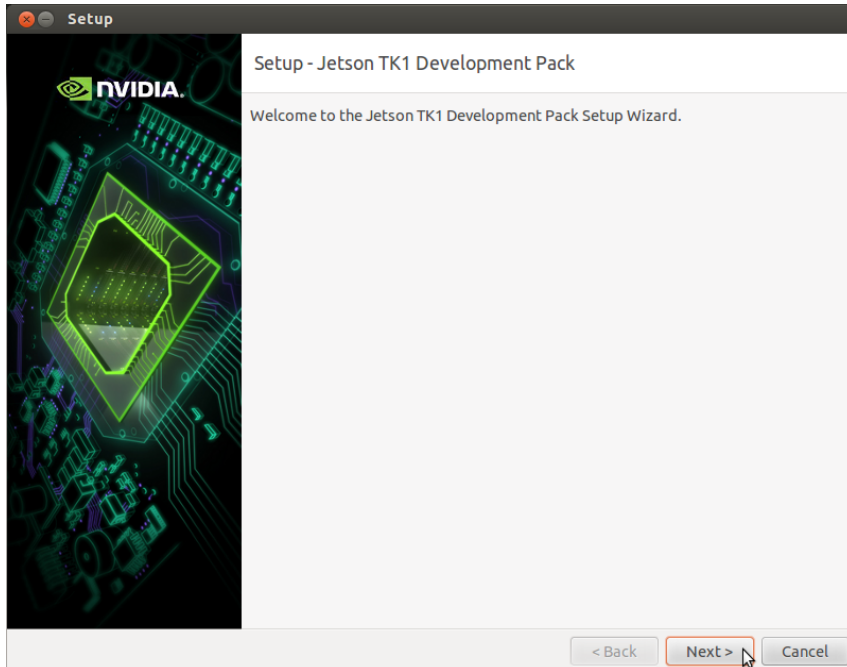 Setup
NVIDIA.
Setup - Jetson TK1 Development Pack
Welcome to the Jetson TK1 Development Pack Setup Wizard.
< Back
Next >
Cancel